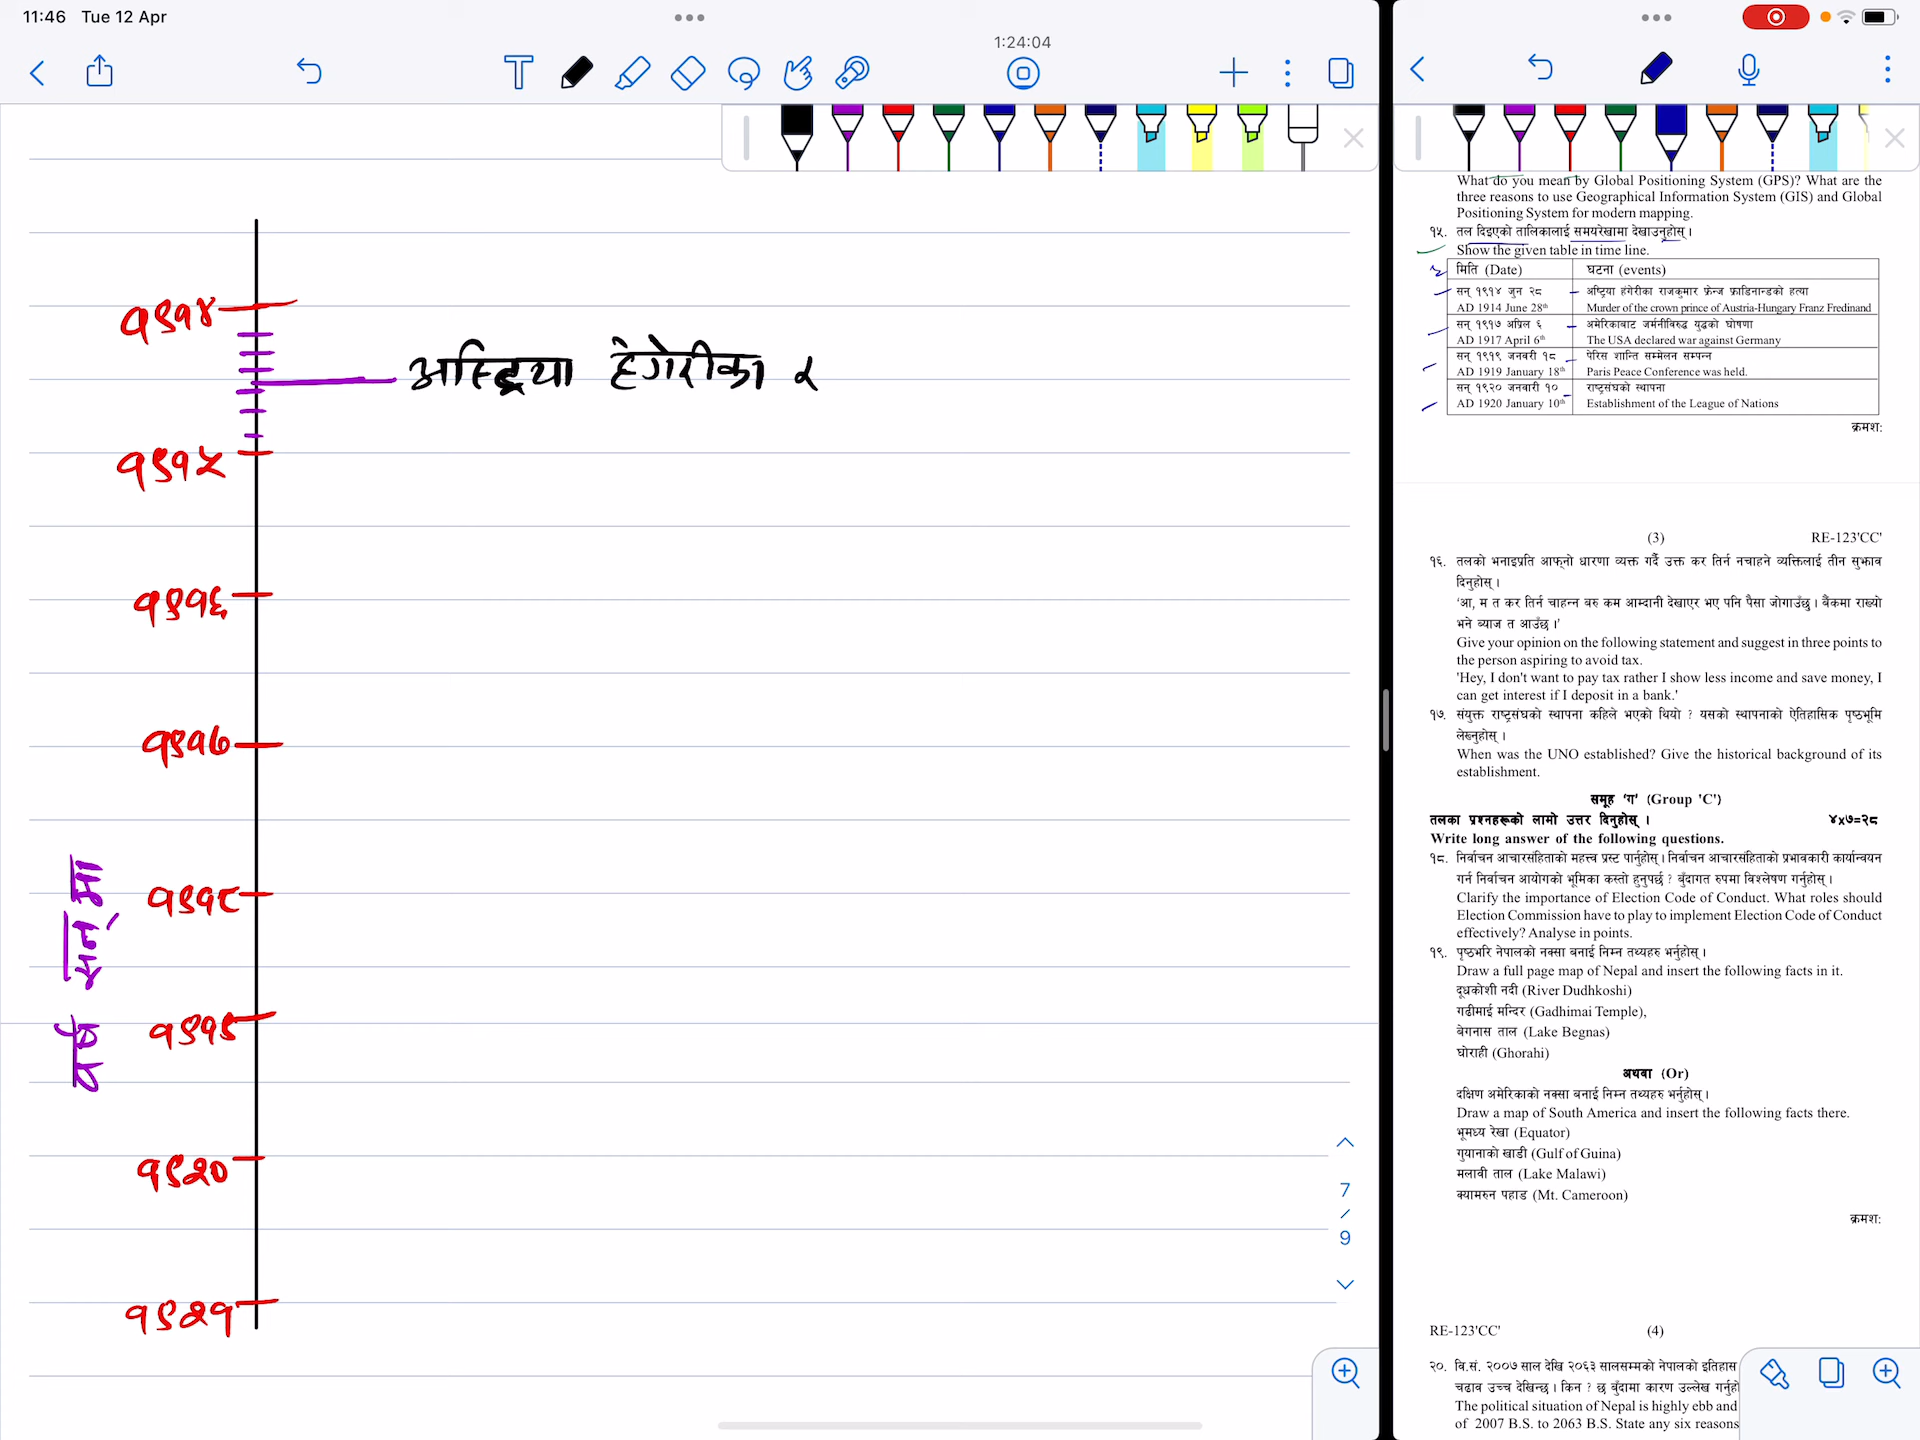 11:46 Tue 12 Apr
1:24:04
१९१४
अस्ट्रिया हंगेरीका र
१९१५
१९१६
१९१७
१९१८
१९१९
१९२०
१९२१
वर्ष सन् मा
7
/
9
What do you mean by Global Positioning System (GPS)? What are the
three reasons to use Geographical Information System (GIS) and Global
Positioning System for modern mapping.
१५. तल दिइएको तालिकालाई समयरेखामा देखाउनुहोस् ।
Show the given table in time line.
मिति (Date) घटना (events)
सन् १९१४ जुन २८ अष्ट्रिया हंगेरीका राजकुमार फ्रेन्ज फ्राडिनान्डको हत्या
AD 1914 June 28th Murder of the crown prince of Austria-Hungary Franz Fredinand
सन् १९१७ अप्रिल ६ अमेरिकाबाट जर्मनीविरुद्ध युद्धको घोषणा
AD 1917 April 6th The USA declared war against Germany
सन् १९१९ जनवरी १८ पेरिस शान्ति सम्मेलन सम्पन्न
AD 1919 January 18th Paris Peace Conference was held.
सन् १९२० जनवारी १० राष्ट्रसंघको स्थापना
AD 1920 January 10th Establishment of the League of Nations
क्रमश:
(3) RE-123'CC'
१६. तलको भनाइप्रति आफ्नो धारणा व्यक्त गर्दै उक्त कर तिर्न नचाहने व्यक्तिलाई तीन सुझाव
दिनुहोस् ।
'आ, म त कर तिर्न चाहन्न बरु कम आम्दानी देखाएर भए पनि पैसा जोगाउँछु । बैंकमा राख्यो
भने ब्याज त आउँछ ।'
Give your opinion on the following statement and suggest in three points to
the person aspiring to avoid tax.
'Hey, I don't want to pay tax rather I show less income and save money, I
can get interest if I deposit in a bank.'
१७. संयुक्त राष्ट्रसंघको स्थापना कहिले भएको थियो ? यसको स्थापनाको ऐतिहासिक पृष्ठभूमि
लेख्नुहोस् ।
When was the UNO established? Give the historical background of its
establishment.
समूह 'ग' (Group 'C')
तलका प्रश्नहरूको लामो उत्तर दिनुहोस् । ४x७=२८
Write long answer of the following questions.
१८. निर्वाचन आचारसंहिताको महत्त्व प्रस्ट पार्नुहोस् । निर्वाचन आचारसंहिताको प्रभावकारी कार्यान्वयन
गर्न निर्वाचन आयोगको भूमिका कस्तो हुनुपर्छ ? बुँदागत रुपमा विश्लेषण गर्नुहोस् ।
Clarify the importance of Election Code of Conduct. What roles should
Election Commission have to play to implement Election Code of Conduct
effectively? Analyse in points.
१९. पृष्ठभरि नेपालको नक्सा बनाई निम्न तथ्यहरु भर्नुहोस् ।
Draw a full page map of Nepal and insert the following facts in it.
दूधकोशी नदी (River Dudhkoshi)
गढीमाई मन्दिर (Gadhimai Temple),
बेगनास ताल (Lake Begnas)
घोराही (Ghorahi)
अथवा (Or)
दक्षिण अमेरिकाको नक्सा बनाई निम्न तथ्यहरु भर्नुहोस् ।
Draw a map of South America and insert the following facts there.
भूमध्य रेखा (Equator)
गुयानाको खाडी (Gulf of Guina)
मलावी ताल (Lake Malawi)
क्यामरुन पहाड (Mt. Cameroon)
क्रमश:
RE-123'CC' (4)
२०. वि.सं. २००७ साल देखि २०६३ सालसम्मको नेपालको इतिहास
चढाव उच्च देखिन्छ । किन ? छ बुँदामा कारण उल्लेख
The political situation of Nepal is highly ebb and
of 2007 B.S. to 2063 B.S. State any six reasons